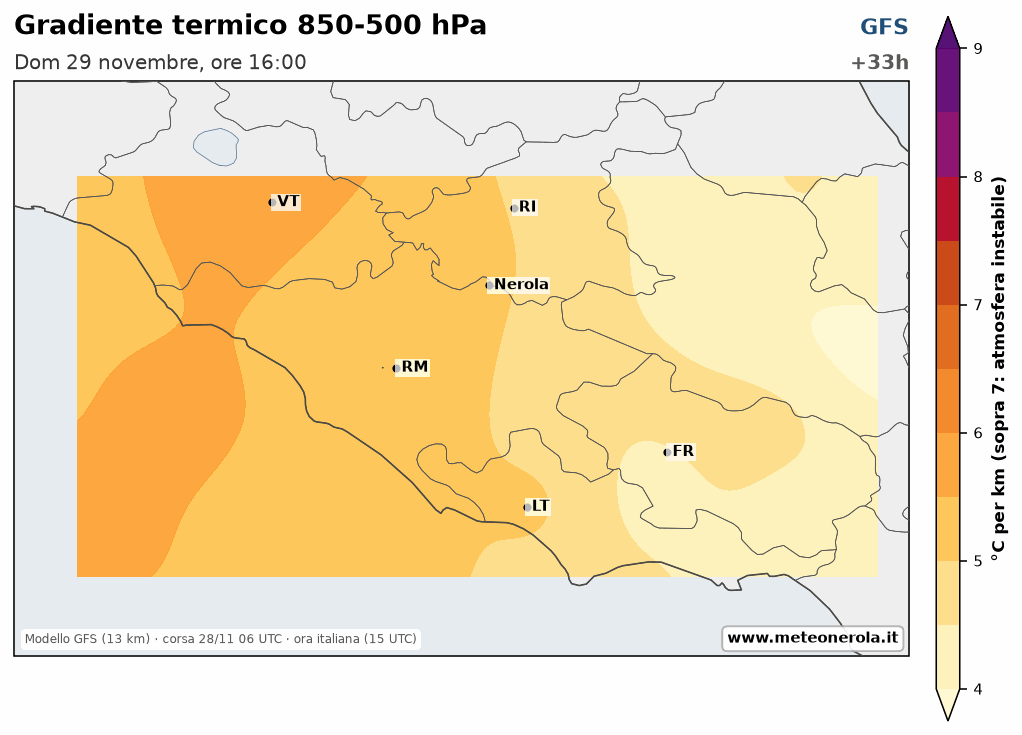 Gradiente termico 850-500 hPa
GFS
Dom 29 novembre, ore 16:00
+33h
VT
RI
Nerola
RM
FR
LT
Modello GFS (13 km) · corsa 28/11 06 UTC · ora italiana (15 UTC)
www.meteonerola.it
9
8
7
6
5
4
°C per km (sopra 7: atmosfera instabile)